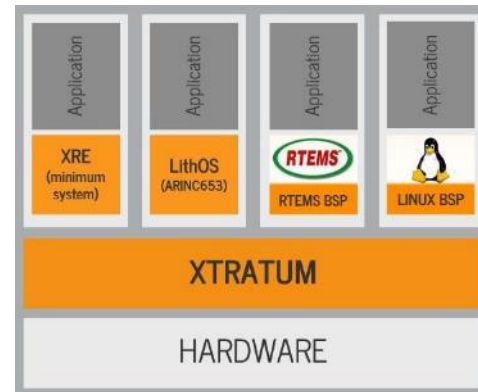 Application
Application
Application
Application
XRE
(minimum
system)
LithOS
(ARINC653)
RTEMS
RTEMS BSP
LINUX BSP
XTRATUM
HARDWARE